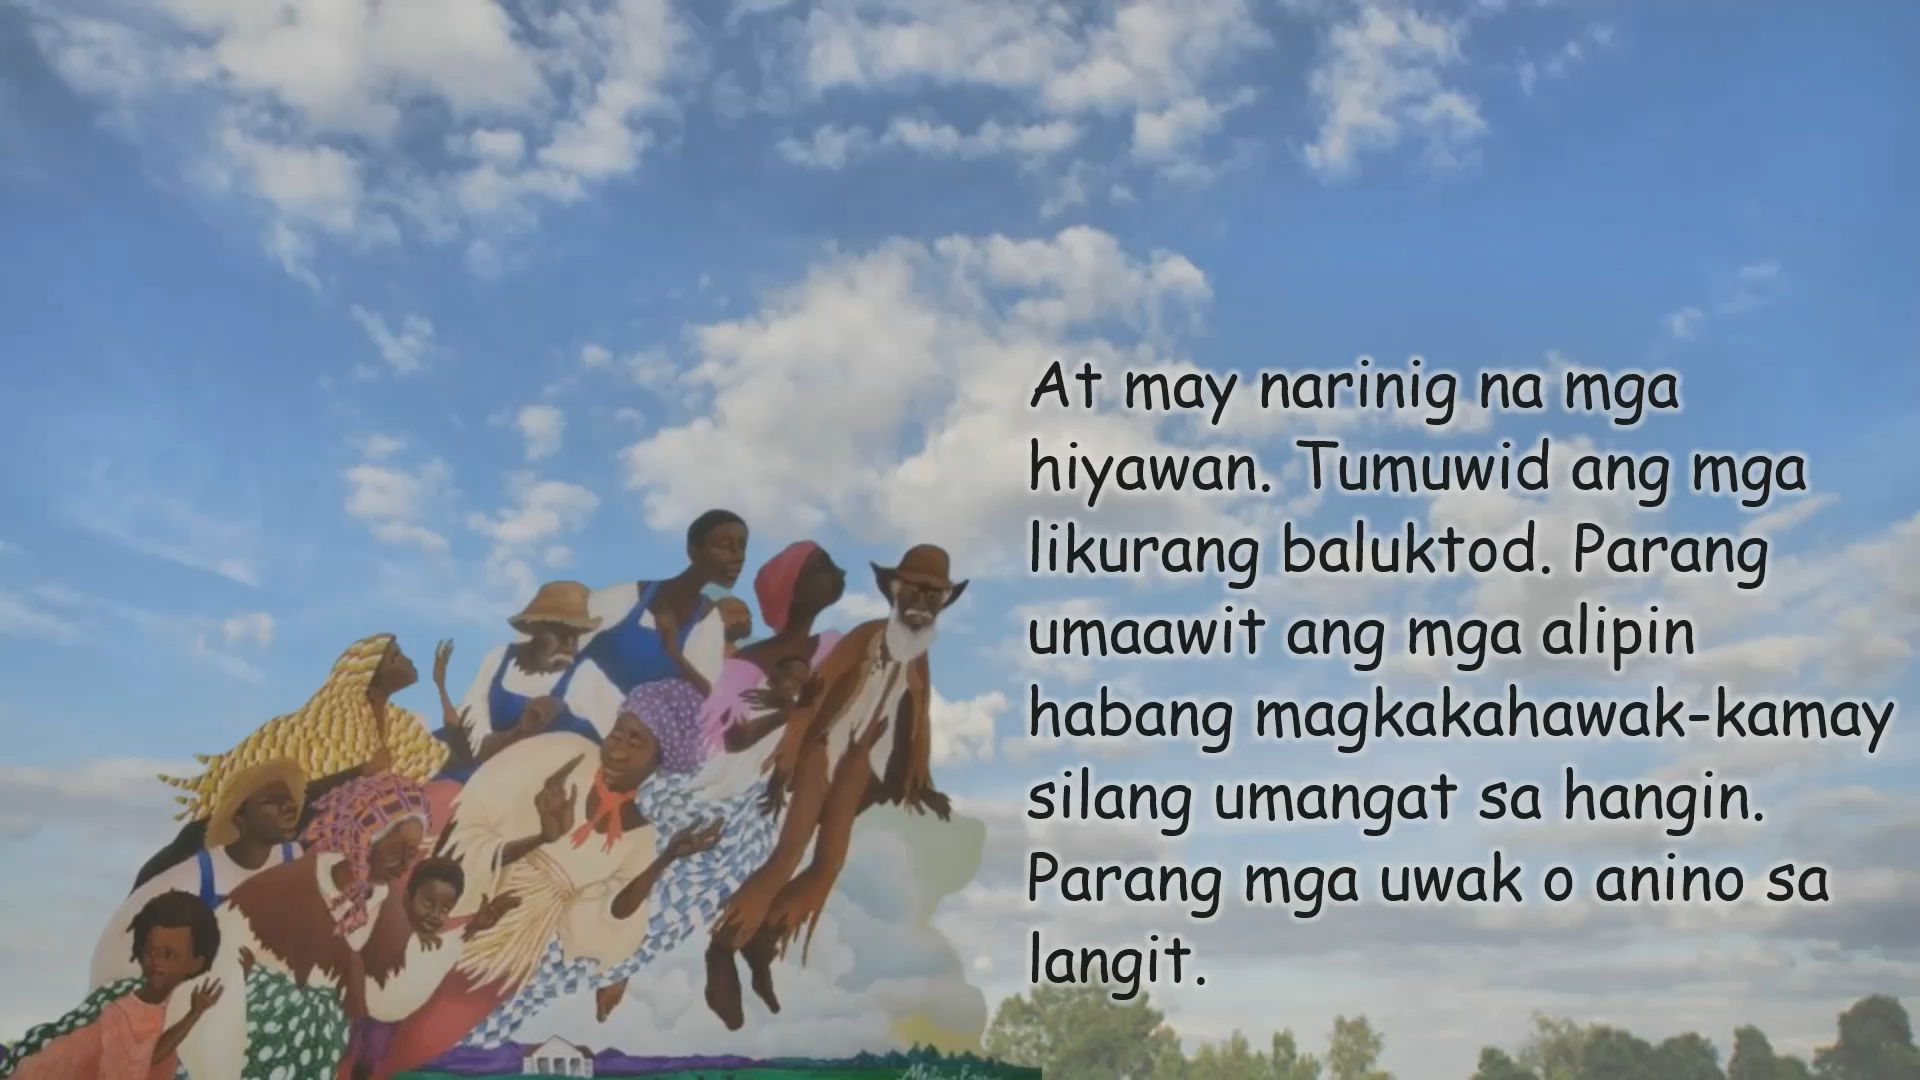 At may narinig na mga
hiyawan. Tumuwid ang mga
likurang baluktod. Parang
umaawit ang mga alipin
habang magkakahawak-kamay
silang umangat sa hangin.
Parang mga uwak o anino sa
langit.